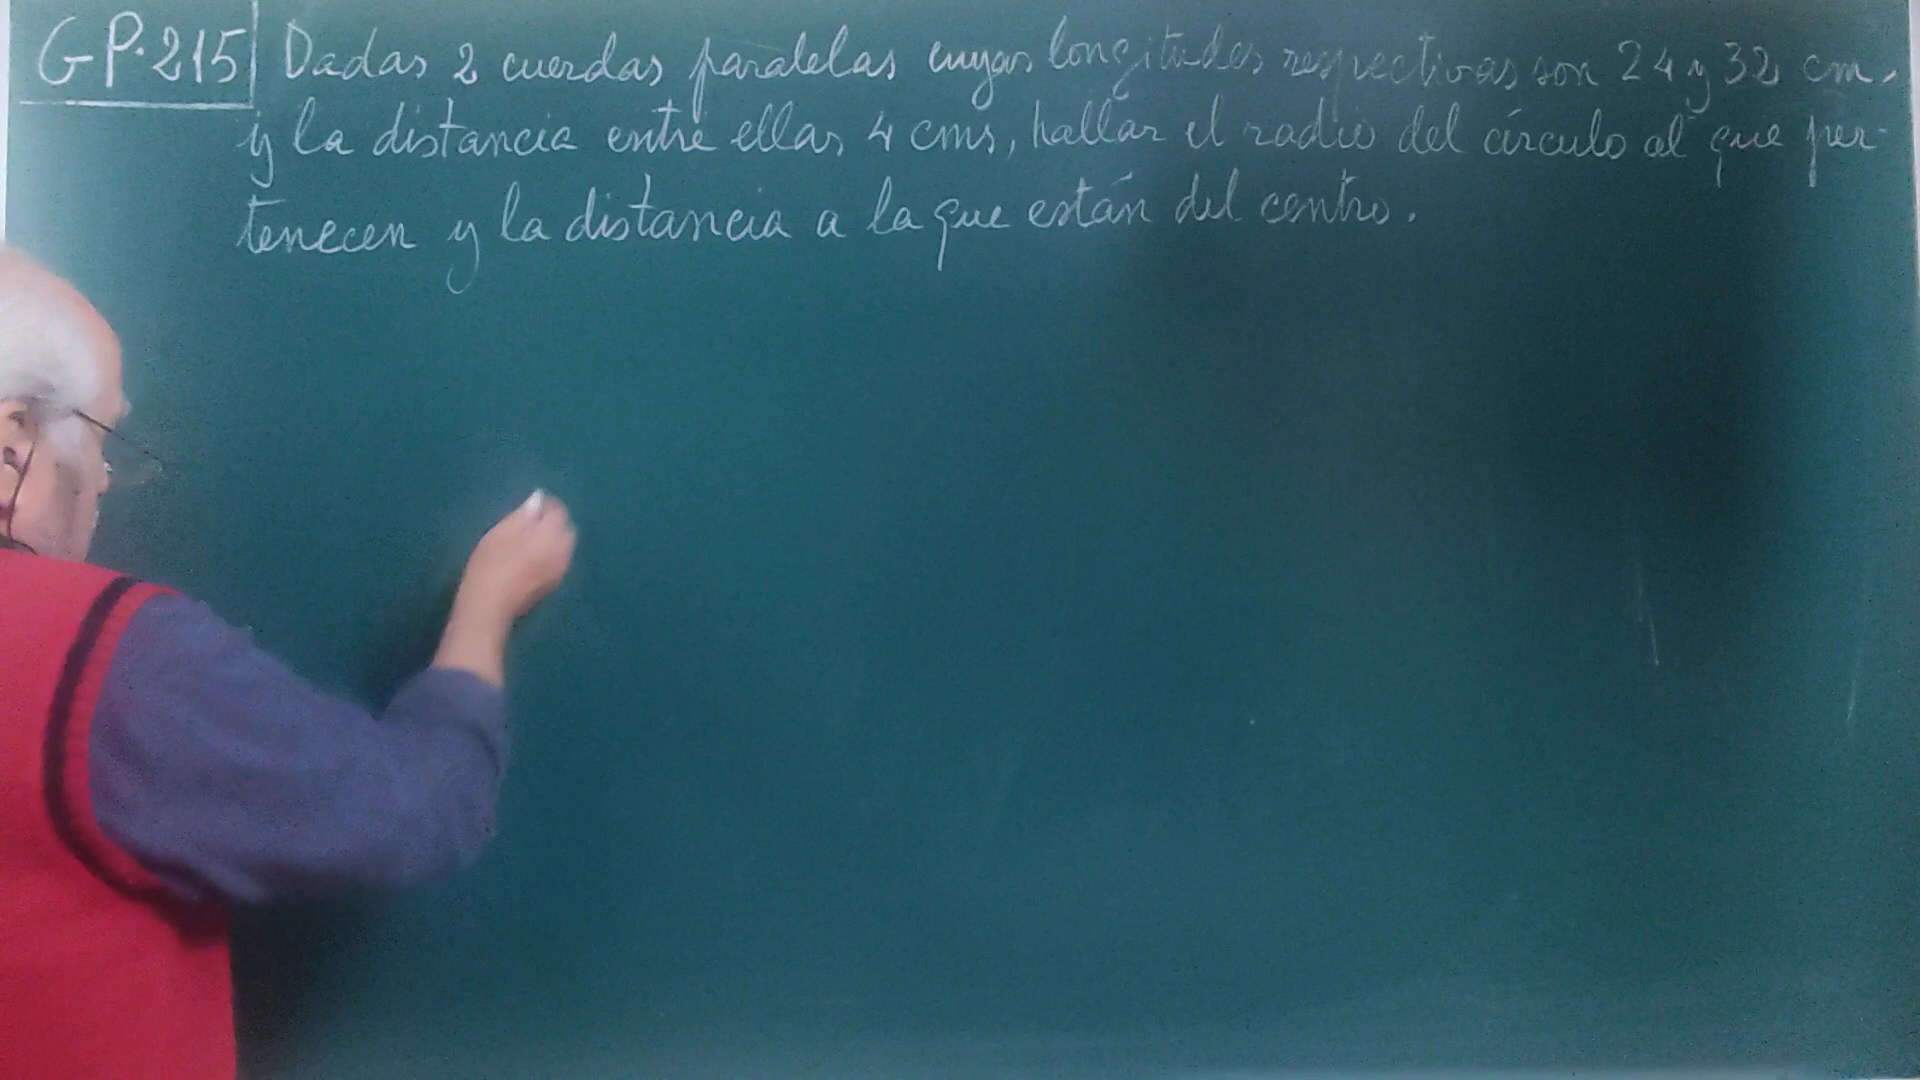 GP.215 Dadas 2 cuerdas paralelas cuyas longitudes respectivas son 24 y 32 cm.
y la distancia entre ellas 4 cms, hallar el radio del círculo al que per-
tenecen y la distancia a la que están del centro.